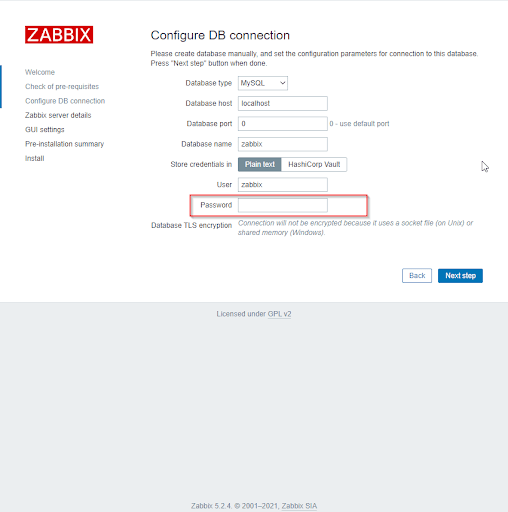 ZABBIX
Configure DB connection
Please create database manually, and set the configuration parameters for connection to this database.
Press "Next step" button when done.
Welcome
Check of pre-requisites
Configure DB connection
Zabbix server details
GUI settings
Pre-installation summary
Install
Database type MySQL
Database host localhost
Database port 0 0 - use default port
Database name zabbix
Store credentials in Plain text HashiCorp Vault
User zabbix
Password
Database TLS encryption Connection will not be encrypted because it uses a socket file (on Unix) or
shared memory (Windows).
Back Next step
Licensed under GPL v2
Zabbix 5.2.4. © 2001–2021, Zabbix SIA